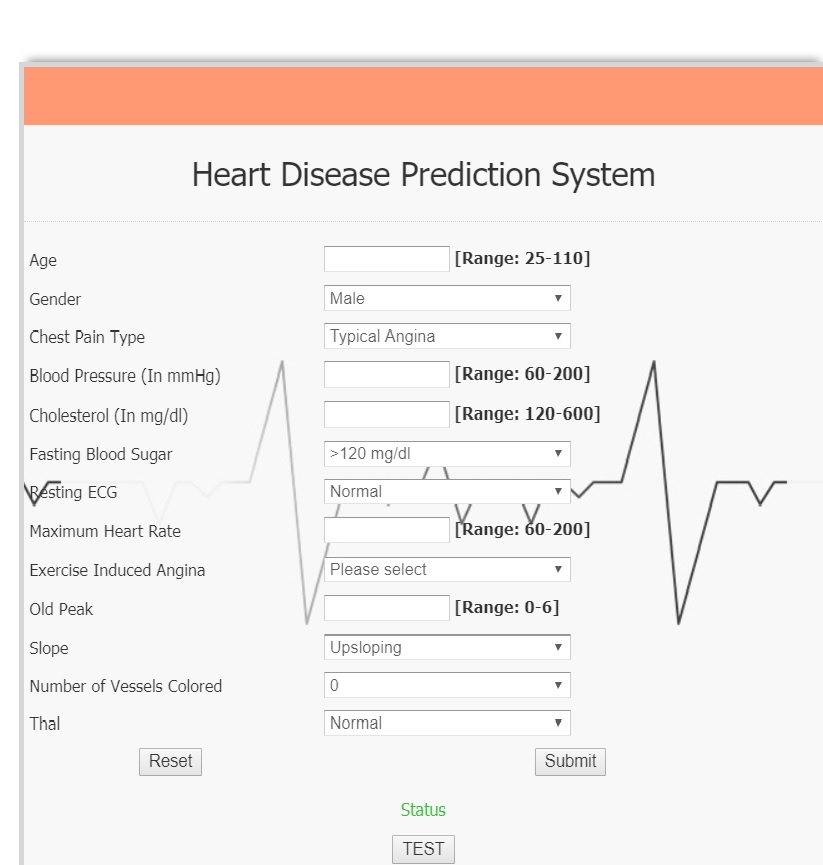 Heart Disease Prediction System
Age [Range: 25-110]
Gender Male
Chest Pain Type Typical Angina
Blood Pressure (In mmHg) [Range: 60-200]
Cholesterol (In mg/dl) [Range: 120-600]
Fasting Blood Sugar >120 mg/dl
Resting ECG Normal
Maximum Heart Rate [Range: 60-200]
Exercise Induced Angina Please select
Old Peak [Range: 0-6]
Slope Upsloping
Number of Vessels Colored 0
Thal Normal
Reset Submit
Status
TEST